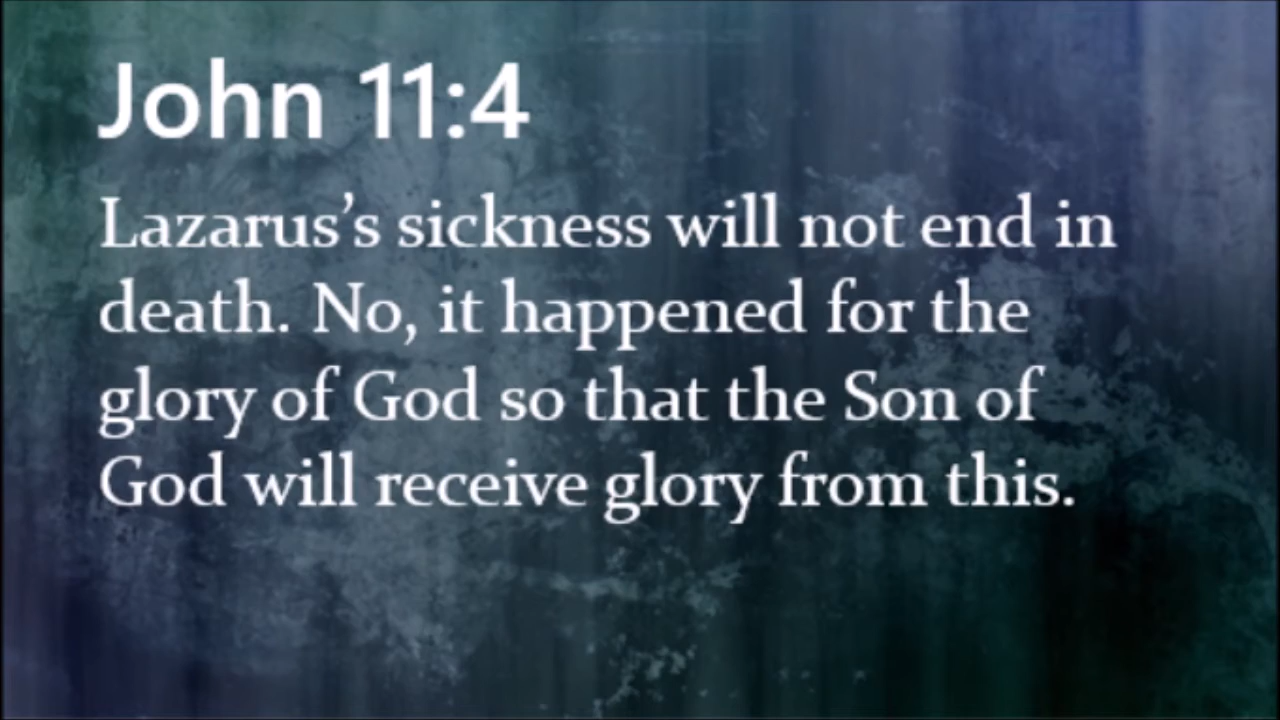 John 11:4
Lazarus’s sickness will not end in
death. No, it happened for the
glory of God so that the Son of
God will receive glory from this.